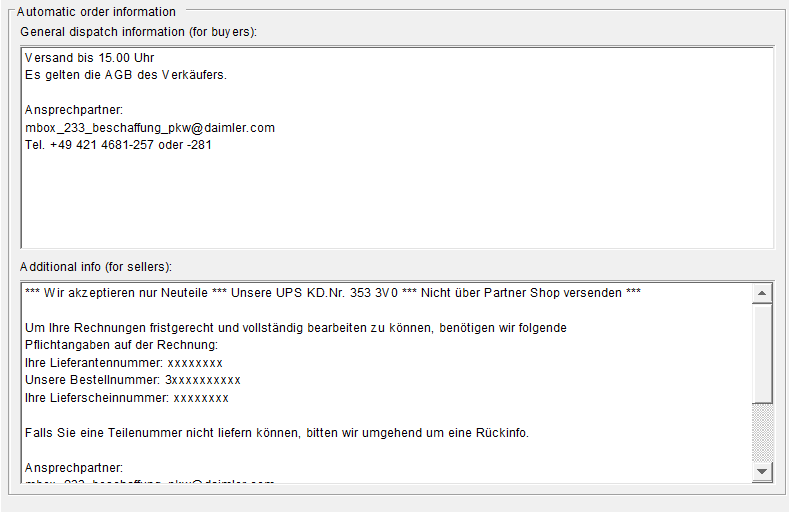 Automatic order information
General dispatch information (for buyers):
Versand bis 15.00 Uhr
Es gelten die AGB des Verkäufers.
Ansprechpartner:
mbox_233_beschaffung_pkw@daimler.com
Tel. +49 421 4681-257 oder -281
Additional info (for sellers):
*** Wir akzeptieren nur Neuteile *** Unsere UPS KD.Nr. 353 3V0 *** Nicht über Partner Shop versenden ***
Um Ihre Rechnungen fristgerecht und vollständig bearbeiten zu können, benötigen wir folgende
Pflichtangaben auf der Rechnung:
Ihre Lieferantennummer: xxxxxxxx
Unsere Bestellnummer: 3xxxxxxxxxx
Ihre Lieferscheinnummer: xxxxxxxx
Falls Sie eine Teilenummer nicht liefern können, bitten wir umgehend um eine Rückinfo.
Ansprechpartner:
mbox_233_beschaffung_pkw@daimler.com